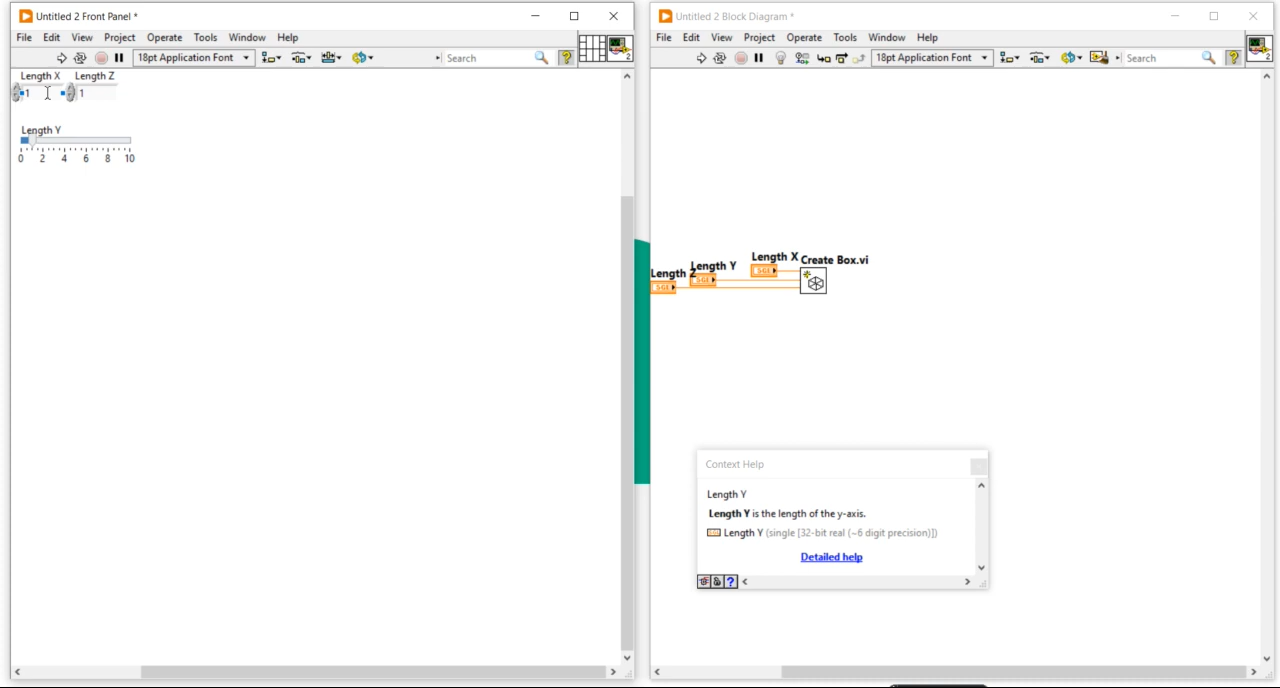 Untitled 2 Front Panel *
File Edit View Project Operate Tools Window Help
18pt Application Font
Search
2
Length X Length Z
1 1
Length Y
0 2 4 6 8 10
Untitled 2 Block Diagram *
File Edit View Project Operate Tools Window Help
18pt Application Font
Search
2
Length X Create Box.vi
Length Y
Length Z
SGL
SGL
SGL
Context Help
Length Y
Length Y is the length of the y-axis.
Length Y (single [32-bit real (~6 digit precision)])
Detailed help